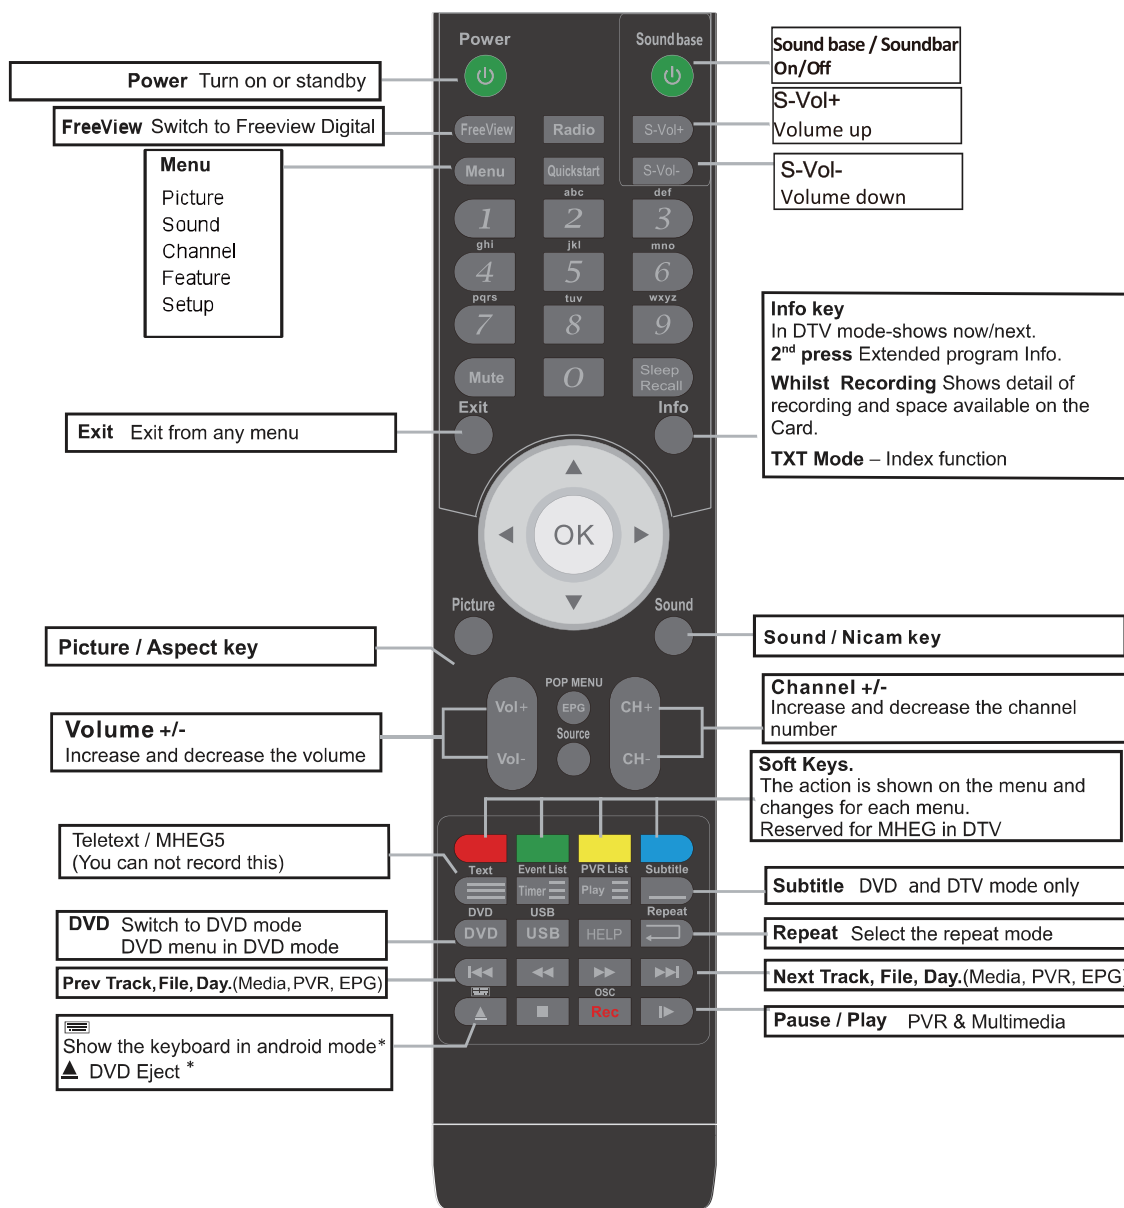 Power
Sound base
Sound base / Soundbar
On/Off
Power Turn on or standby
S-Vol+
Volume up
FreeView Switch to Freeview Digital
FreeView
Radio
S-Vol+
Menu
Picture
Sound
Channel
Feature
Setup
Menu
Quickstart
S-Vol-
S-Vol-
Volume down
abc
def
1
2
3
ghi
jkl
mno
4
5
6
pqrs
tuv
wxyz
7
8
9
Info key
In DTV mode-shows now/next.
2nd press Extended program Info.
Whilst Recording Shows detail of
recording and space available on the
Card.
TXT Mode – Index function
Mute
0
Sleep
Recall
Exit
Info
Exit Exit from any menu
OK
Picture
Sound
Picture / Aspect key
Sound / Nicam key
POP MENU
Vol+
EPG
CH+
Source
Vol-
CH-
Channel +/-
Increase and decrease the channel
number
Volume +/-
Increase and decrease the volume
Soft Keys.
The action is shown on the menu and
changes for each menu.
Reserved for MHEG in DTV
Teletext / MHEG5
(You can not record this)
Text
Event List
PVR List
Subtitle
Timer
Play
Subtitle DVD and DTV mode only
DVD
USB
Repeat
DVD
USB
HELP
DVD Switch to DVD mode
DVD menu in DVD mode
Repeat Select the repeat mode
Prev Track, File, Day.(Media, PVR, EPG)
Next Track, File, Day.(Media, PVR, EPG)
OSC
Rec
Pause / Play PVR & Multimedia
Show the keyboard in android mode*
DVD Eject *